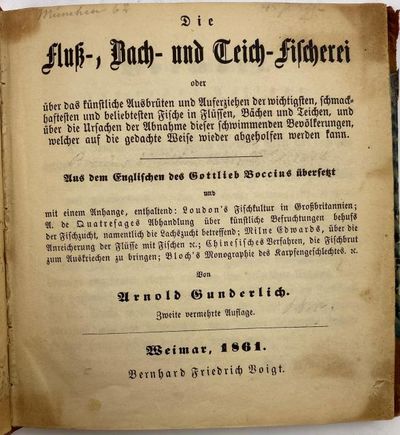 München 64
Die
Fluß-, Bach- und Teich-Fischerei
oder
über das künstliche Ausbrüten und Auferziehen der wichtigsten, schmack-
haftesten und beliebtesten Fische in Flüssen, Bächen und Teichen, und
über die Ursachen der Abnahme dieser schwimmenden Bevölkerungen,
welcher auf die gedachte Weise wieder abgeholfen werden kann.
Aus dem Englischen des Gottlieb Boccius übersetzt
und
mit einem Anhange, enthaltend: Loudon's Fischkultur in Großbritannien;
A. de Quatrefages Abhandlung über künstliche Befruchtungen behufs
der Fischzucht, namentlich die Lachszucht betreffend; Milne Edwards, über die
Anreicherung der Flüsse mit Fischen ꝛc.; Chinesisches Verfahren, die Fischbrut
zum Auskriechen zu bringen; Bloch's Monographie des Karpfengeschlechtes. ꝛc.
Von
Arnold Gunderlich.
Zweite vermehrte Auflage.
Weimar, 1861.
Bernhard Friedrich Voigt.